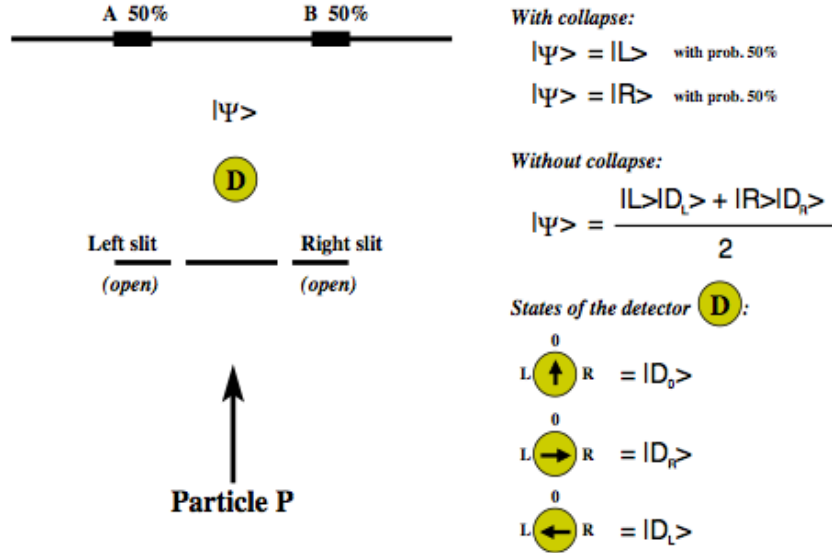 A 50%
B 50%
|Ψ>
D
Left slit
Right slit
(open)
(open)
Particle P
With collapse:
|Ψ> = |L> with prob. 50%
|Ψ> = |R> with prob. 50%
Without collapse:
|Ψ> = |L>|D_L> + |R>|D_R>
2
States of the detector D:
0
L R = |D_0>
0
L R = |D_R>
0
L R = |D_L>